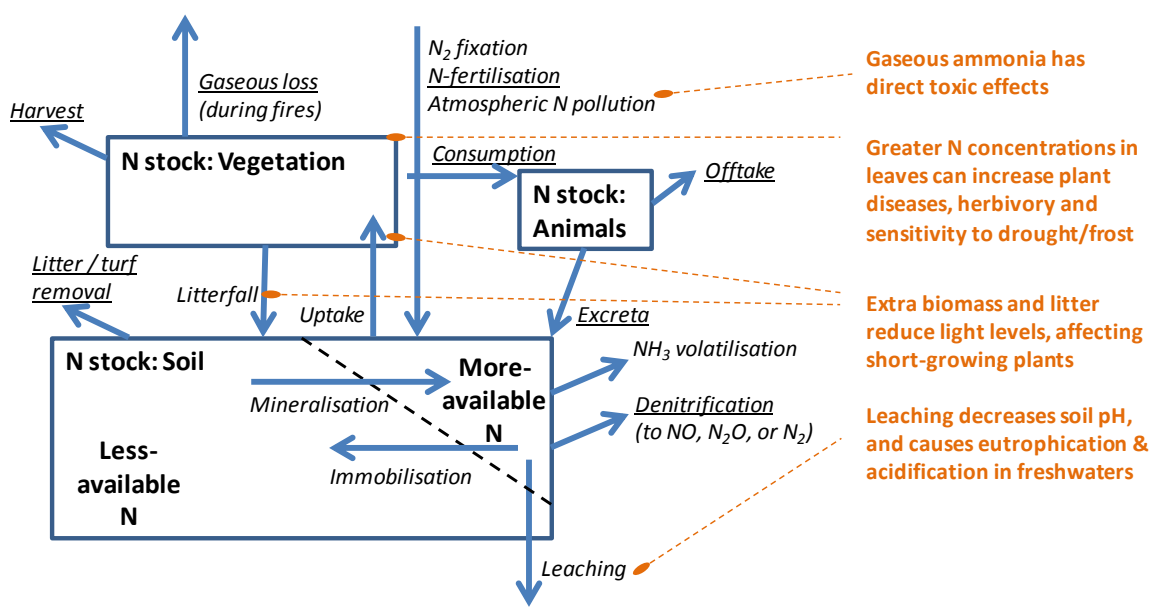 N₂ fixation
N-fertilisation
Atmospheric N pollution
Gaseous loss
(during fires)
Harvest
N stock: Vegetation
Consumption
N stock:
Animals
Offtake
Litter / turf
removal
Litterfall
Uptake
Excreta
N stock: Soil
Mineralisation
More-
available
N
Immobilisation
Less-
available
N
NH₃ volatilisation
Denitrification
(to NO, N₂O, or N₂)
Leaching
Gaseous ammonia has
direct toxic effects
Greater N concentrations in
leaves can increase plant
diseases, herbivory and
sensitivity to drought/frost
Extra biomass and litter
reduce light levels, affecting
short-growing plants
Leaching decreases soil pH,
and causes eutrophication &
acidification in freshwaters